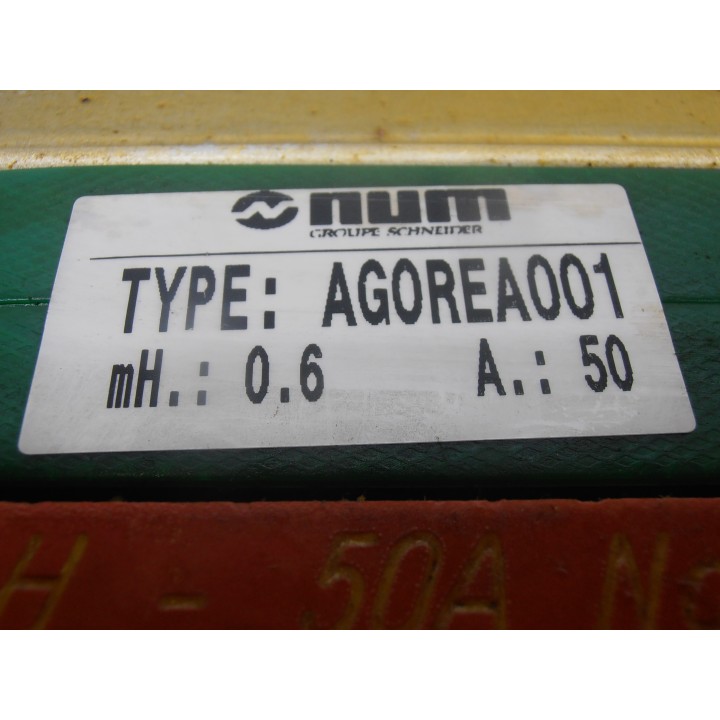 num
GROUPE SCHNEIDER
TYPE: AGOREA001
mH.: 0.6 A.: 50
H - 50A